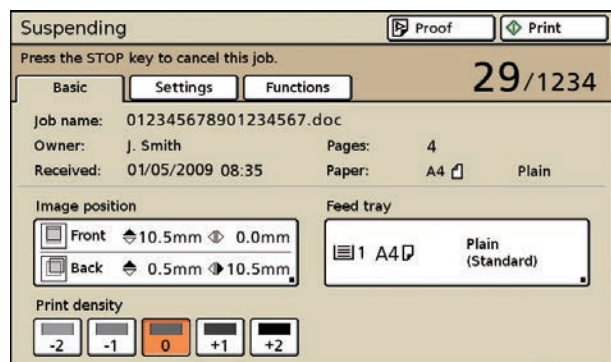 Suspending Proof Print
Press the STOP key to cancel this job.
29/1234
Basic Settings Functions
Job name: 012345678901234567.doc
Owner: J. Smith Pages: 4
Received: 01/05/2009 08:35 Paper: A4 Plain
Image position Feed tray
Front 10.5mm 0.0mm
Back 0.5mm 10.5mm
1 A4 Plain
(Standard)
Print density
-2 -1 0 +1 +2